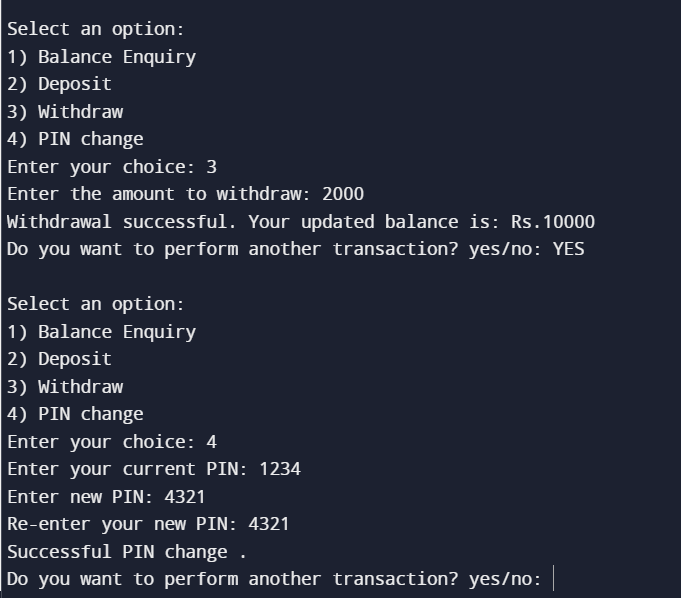 Select an option:
1) Balance Enquiry
2) Deposit
3) Withdraw
4) PIN change
Enter your choice: 3
Enter the amount to withdraw: 2000
Withdrawal successful. Your updated balance is: Rs.10000
Do you want to perform another transaction? yes/no: YES

Select an option:
1) Balance Enquiry
2) Deposit
3) Withdraw
4) PIN change
Enter your choice: 4
Enter your current PIN: 1234
Enter new PIN: 4321
Re-enter your new PIN: 4321
Successful PIN change .
Do you want to perform another transaction? yes/no: